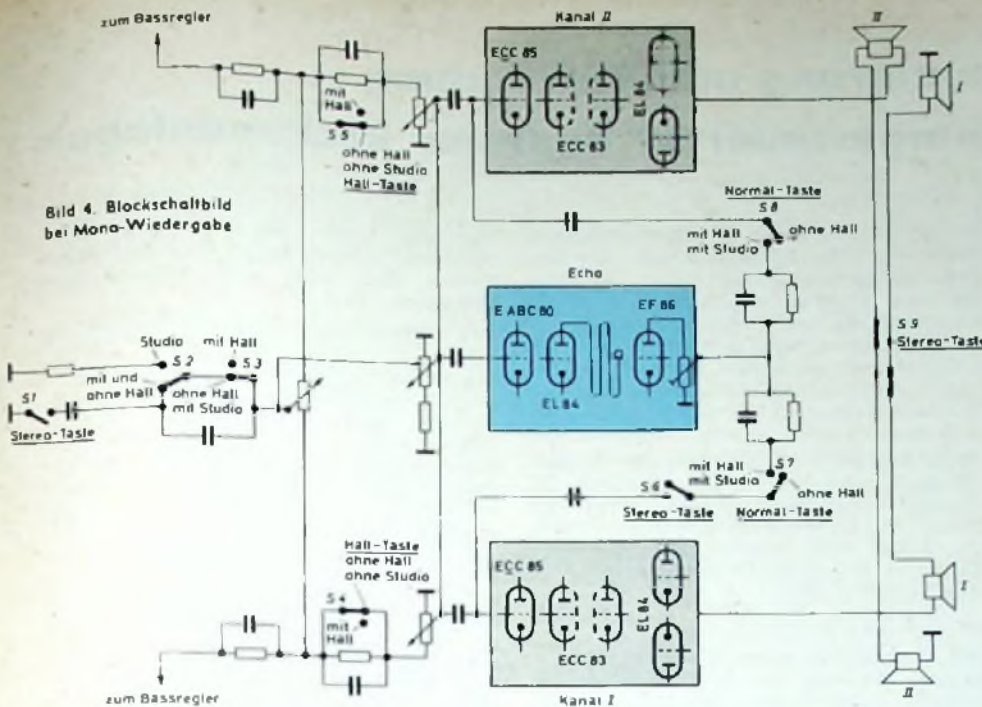 zum Bassregler
Kanal II
II
I
ECC 85
EL 84
ECC 83
mit
Hall
S 5
ohne Hall
ohne Studio
Hall-Taste
Bild 4. Blockschaltbild
bei Mono-Wiedergabe
Normal-Taste
S 8
mit Hall
mit Studio
ohne Hall
Echo
E ABC 80
EF 86
EL 84
S 9
Stereo-Taste
Studio
S 2
mit Hall
S 3
mit und
ohne Hall
ohne Hall
mit Studio
S 1
Stereo-Taste
mit Hall
mit Studio
S 7
ohne Hall
S 6
Stereo-Taste
Normal-Taste
Hall-Taste
ohne Hall
ohne Studio
S 4
mit
Hall
ECC 85
EL 84
ECC 83
Kanal I
I
II
zum Bassregler